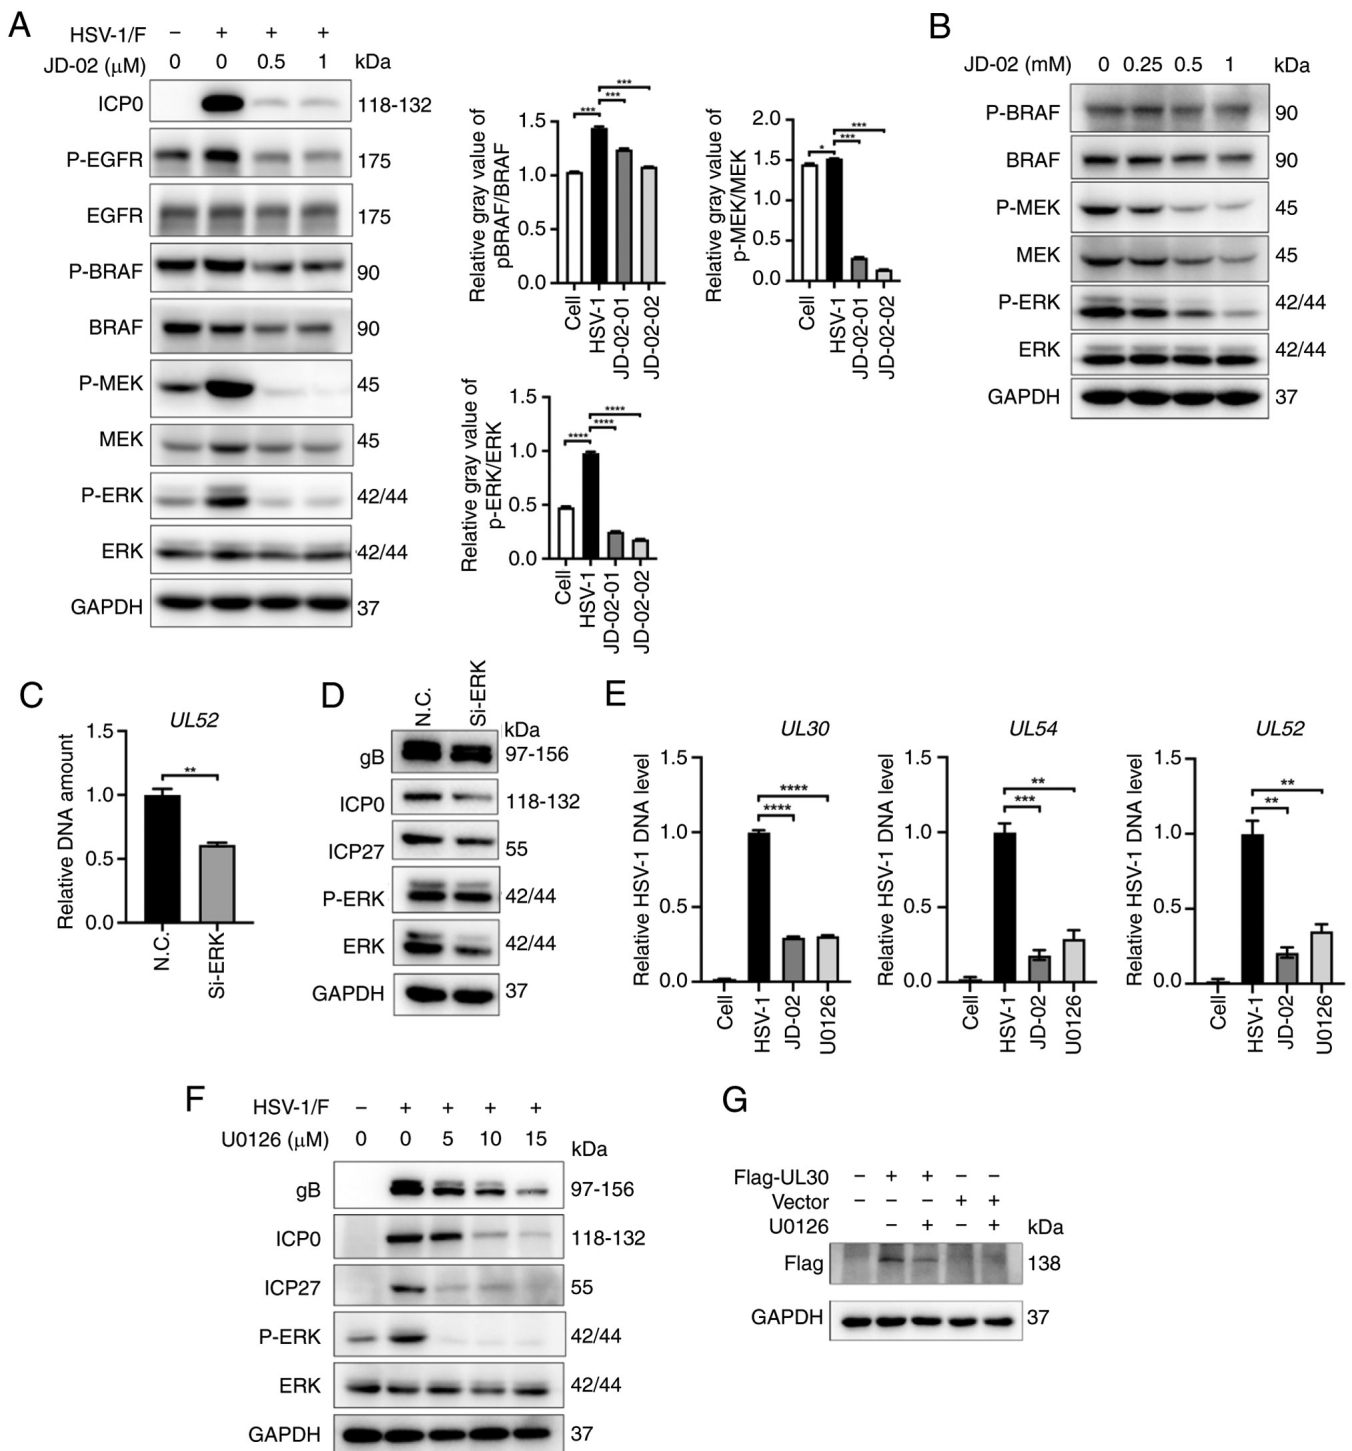 A
HSV-1/F − + + +
JD-02 (μM) 0 0 0.5 1 kDa
ICP0 118-132
P-EGFR 175
EGFR 175
P-BRAF 90
BRAF 90
P-MEK 45
MEK 45
P-ERK 42/44
ERK 42/44
GAPDH 37
Relative gray value of
pBRAF/BRAF
1.5
1.0
0.5
0.0
*** *** ***
Cell HSV-1 JD-02-01 JD-02-02
Relative gray value of
p-MEK/MEK
2.0
1.5
1.0
0.5
0.0
* *** ***
Cell HSV-1 JD-02-01 JD-02-02
Relative gray value of
p-ERK/ERK
1.5
1.0
0.5
0.0
**** **** ****
Cell HSV-1 JD-02-01 JD-02-02
B
JD-02 (mM) 0 0.25 0.5 1 kDa
P-BRAF 90
BRAF 90
P-MEK 45
MEK 45
P-ERK 42/44
ERK 42/44
GAPDH 37
C
UL52
Relative DNA amount
1.5
1.0
0.5
0.0
**
N.C. Si-ERK
D
N.C. Si-ERK
kDa
gB 97-156
ICP0 118-132
ICP27 55
P-ERK 42/44
ERK 42/44
GAPDH 37
E
UL30
Relative HSV-1 DNA level
1.5
1.0
0.5
0.0
**** ****
Cell HSV-1 JD-02 U0126
UL54
Relative HSV-1 DNA level
1.5
1.0
0.5
0.0
*** **
Cell HSV-1 JD-02 U0126
UL52
Relative HSV-1 DNA level
1.5
1.0
0.5
0.0
** **
Cell HSV-1 JD-02 U0126
F
HSV-1/F − + + + +
U0126 (μM) 0 0 5 10 15 kDa
gB 97-156
ICP0 118-132
ICP27 55
P-ERK 42/44
ERK 42/44
GAPDH 37
G
Flag-UL30 − + + − −
Vector − − − + +
U0126 − + − + kDa
Flag 138
GAPDH 37